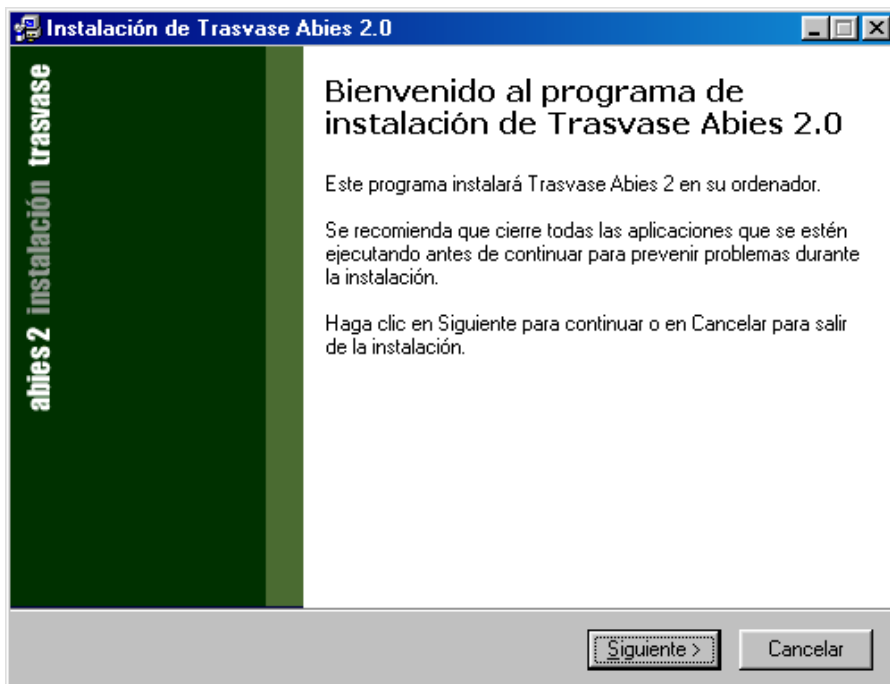 Instalación de Trasvase Abies 2.0
abies 2 instalación trasvase
Bienvenido al programa de
instalación de Trasvase Abies 2.0
Este programa instalará Trasvase Abies 2 en su ordenador.
Se recomienda que cierre todas las aplicaciones que se estén
ejecutando antes de continuar para prevenir problemas durante
la instalación.
Haga clic en Siguiente para continuar o en Cancelar para salir
de la instalación.
Siguiente >
Cancelar